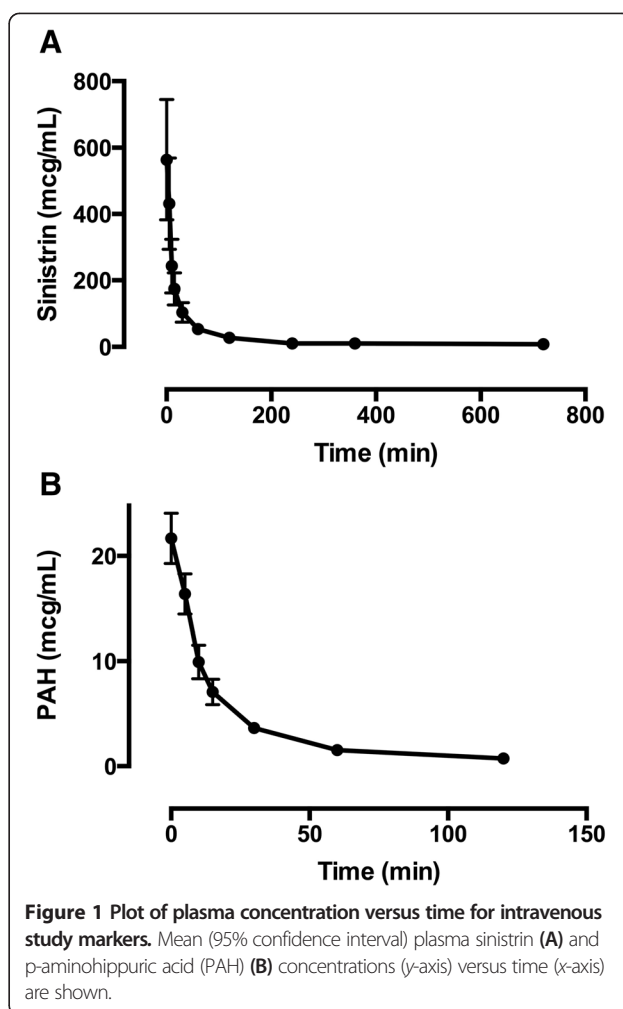 A
Sinistrin (mcg/mL)
800
600
400
200
0
0 200 400 600 800
Time (min)
B
PAH (mcg/mL)
20
10
0
0 50 100 150
Time (min)
Figure 1 Plot of plasma concentration versus time for intravenous
study markers. Mean (95% confidence interval) plasma sinistrin (A) and
p-aminohippuric acid (PAH) (B) concentrations (y-axis) versus time (x-axis)
are shown.